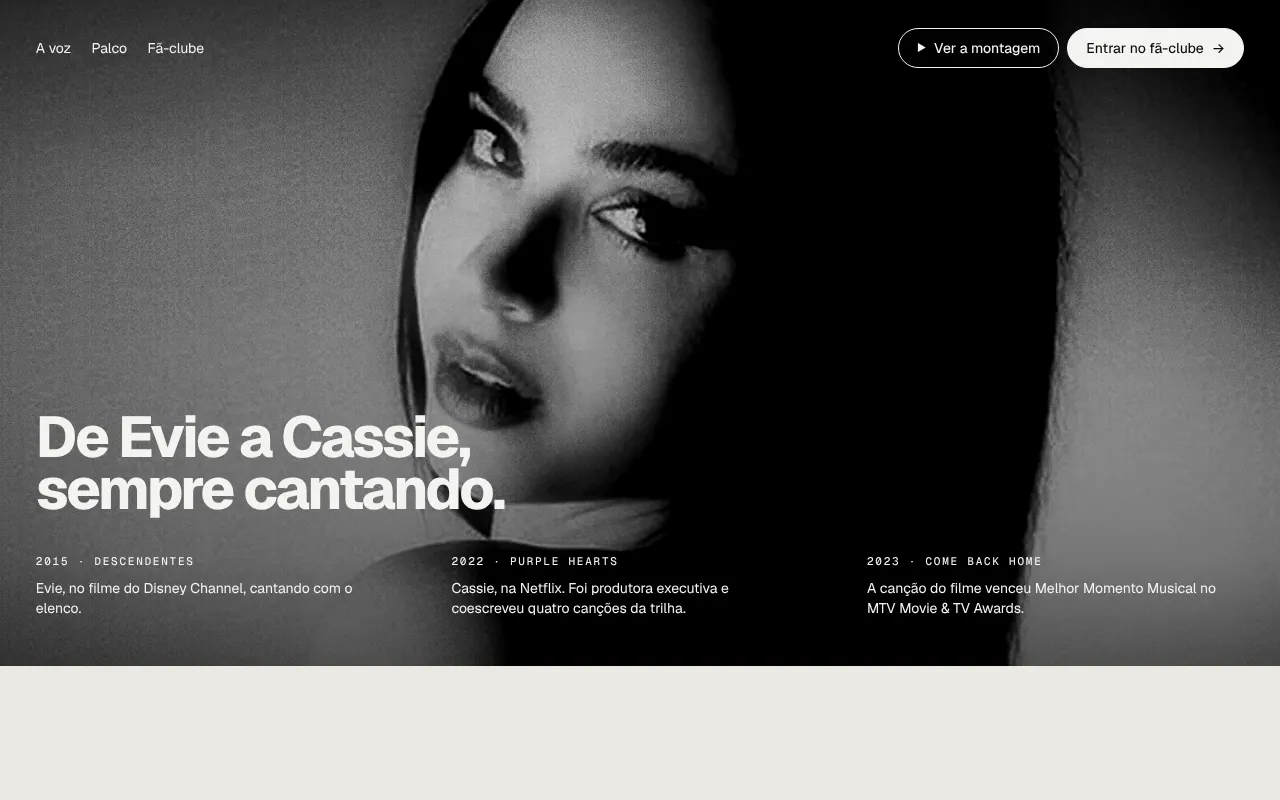 A voz Palco Fã-clube
▶ Ver a montagem Entrar no fã-clube →
De Evie a Cassie,
sempre cantando.
2015 · DESCENDENTES
Evie, no filme do Disney Channel, cantando com o
elenco.
2022 · PURPLE HEARTS
Cassie, na Netflix. Foi produtora executiva e
coescreveu quatro canções da trilha.
2023 · COME BACK HOME
A canção do filme venceu Melhor Momento Musical no
MTV Movie & TV Awards.